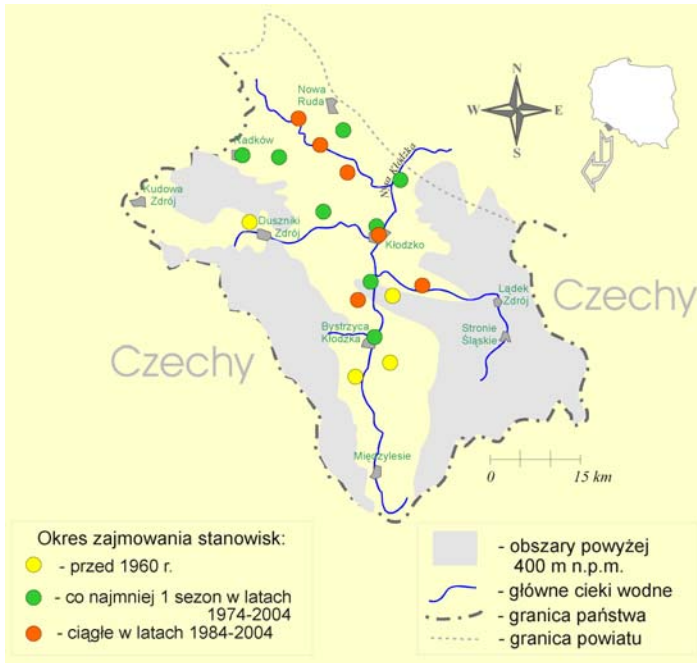 Nowa
Ruda
N
W
E
S
Radków
Nysa Kłodzka
Kudowa
Zdrój
Duszniki
Zdrój
Kłodzko
Czechy
Lądek
Zdrój
Bystrzyca
Kłodzka
Stronie
Śląskie
Czechy
Międzylesie
0 15 km
Okres zajmowania stanowisk:
- przed 1960 r.
- co najmniej 1 sezon w latach
1974-2004
- ciągłe w latach 1984-2004
- obszary powyżej
400 m n.p.m.
- główne cieki wodne
- granica państwa
- granica powiatu